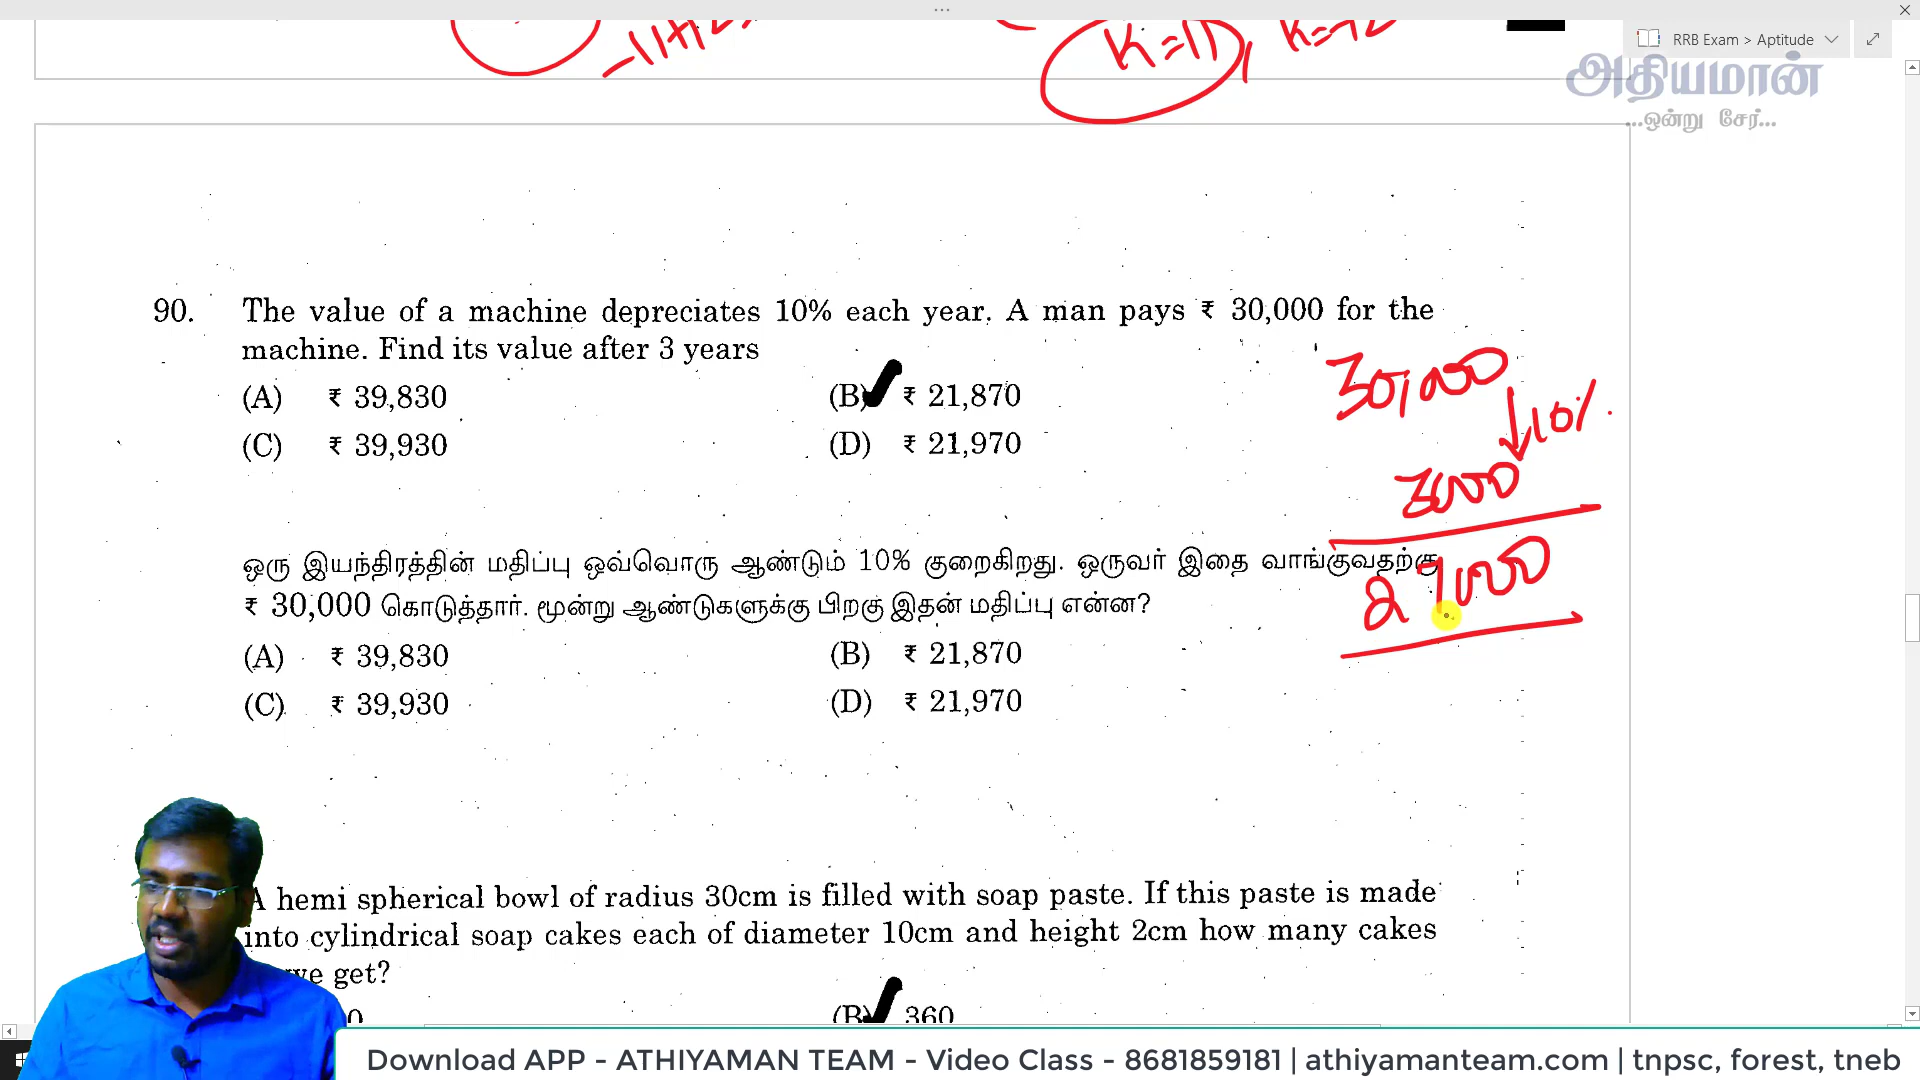 -11+12
K=11, K=-12
RRB Exam > Aptitude
அதியமான்
...ஒன்று சேர்...
90. The value of a machine depreciates 10% each year. A man pays ₹ 30,000 for the
machine. Find its value after 3 years
(A) ₹ 39,830 (B) ₹ 21,870
(C) ₹ 39,930 (D) ₹ 21,970
30,000
10%
3000
27000
ஒரு இயந்திரத்தின் மதிப்பு ஒவ்வொரு ஆண்டும் 10% குறைகிறது. ஒருவர் இதை வாங்குவதற்கு
₹ 30,000 கொடுத்தார். மூன்று ஆண்டுகளுக்கு பிறகு இதன் மதிப்பு என்ன?
(A) ₹ 39,830 (B) ₹ 21,870
(C) ₹ 39,930 (D) ₹ 21,970
A hemi spherical bowl of radius 30cm is filled with soap paste. If this paste is made
into cylindrical soap cakes each of diameter 10cm and height 2cm how many cakes
get?
(B) 360
Download APP - ATHIYAMAN TEAM - Video Class - 8681859181 | athiyamanteam.com | tnpsc, forest, tneb